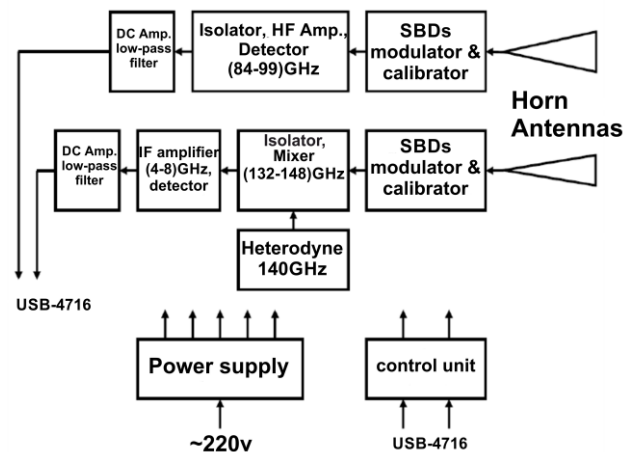 DC Amp.
low-pass
filter
Isolator, HF Amp.,
Detector
(84-99)GHz
SBDs
modulator &
calibrator
Horn
Antennas
DC Amp.
low-pass
filter
IF amplifier
(4-8)GHz,
detector
Isolator,
Mixer
(132-148)GHz
SBDs
modulator &
calibrator
Heterodyne
140GHz
USB-4716
Power supply
control unit
~220v
USB-4716